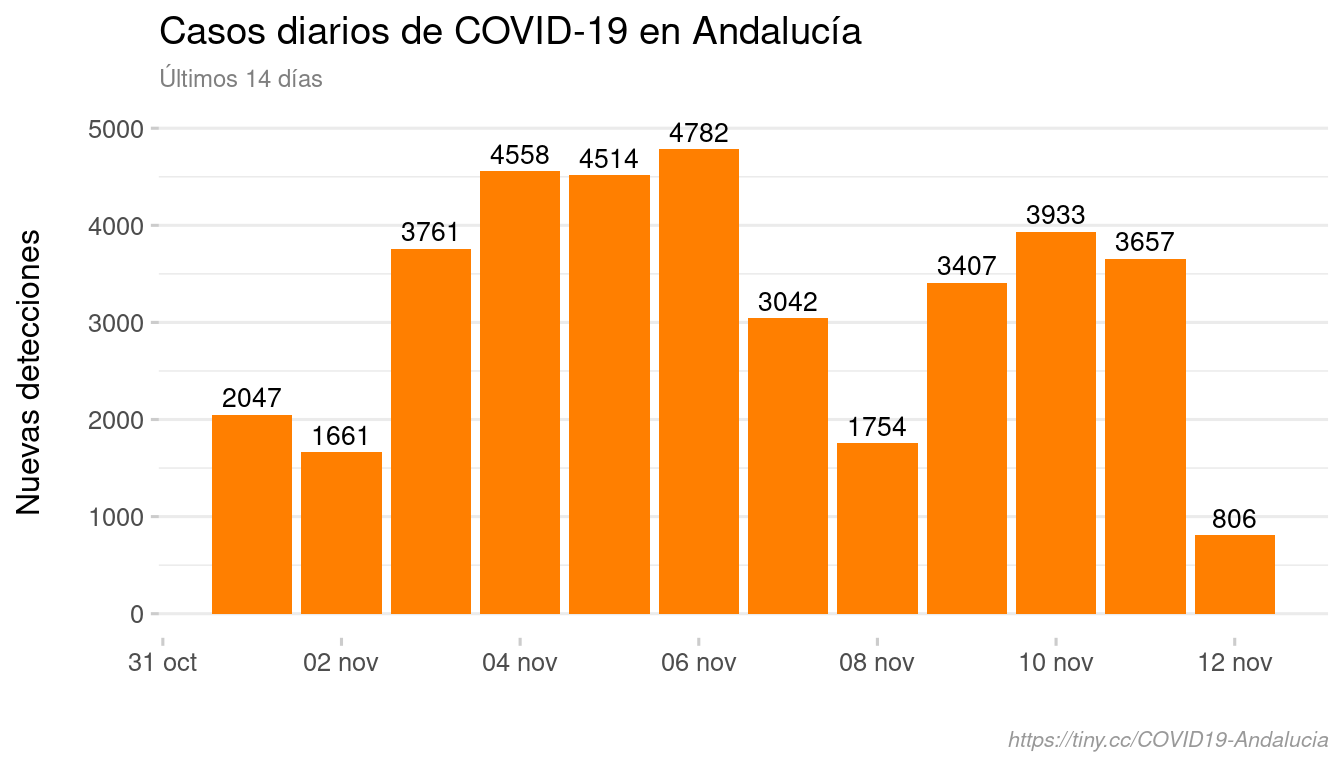 Casos diarios de COVID-19 en Andalucía
Últimos 14 días
Nuevas detecciones
5000
4000
3000
2000
1000
0
2047
1661
3761
4558
4514
4782
3042
1754
3407
3933
3657
806
31 oct
02 nov
04 nov
06 nov
08 nov
10 nov
12 nov
https://tiny.cc/COVID19-Andalucia